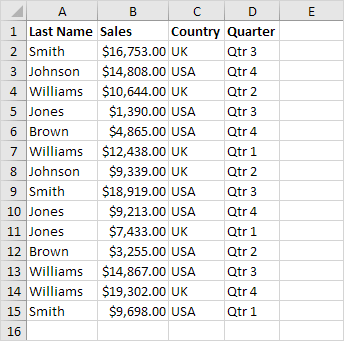 A B C D E
1 Last Name Sales Country Quarter
2 Smith $16,753.00 UK Qtr 3
3 Johnson $14,808.00 USA Qtr 4
4 Williams $10,644.00 UK Qtr 2
5 Jones $1,390.00 USA Qtr 3
6 Brown $4,865.00 USA Qtr 4
7 Williams $12,438.00 UK Qtr 1
8 Johnson $9,339.00 UK Qtr 2
9 Smith $18,919.00 USA Qtr 3
10 Jones $9,213.00 USA Qtr 4
11 Jones $7,433.00 UK Qtr 1
12 Brown $3,255.00 USA Qtr 2
13 Williams $14,867.00 USA Qtr 3
14 Williams $19,302.00 UK Qtr 4
15 Smith $9,698.00 USA Qtr 1
16